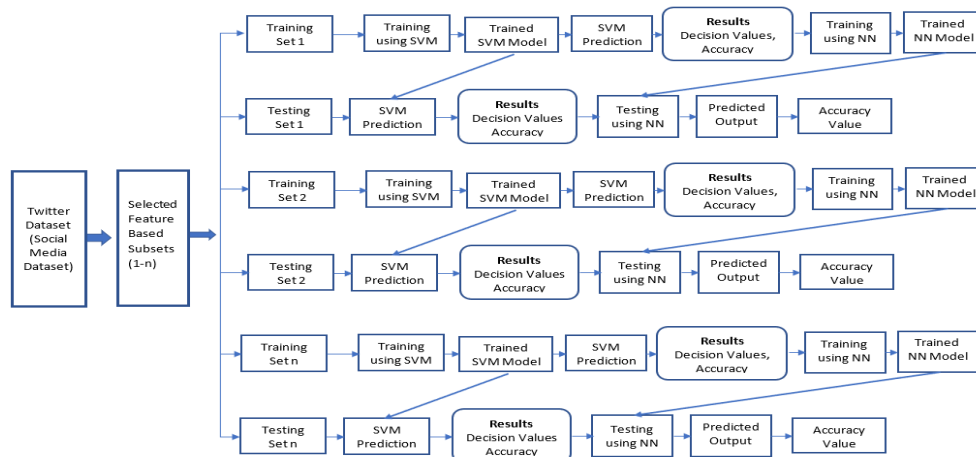 Twitter
Dataset
(Social
Media
Dataset)
Selected
Feature
Based
Subsets
(1-n)
Training
Set 1
Training
using SVM
Trained
SVM Model
SVM
Prediction
Results
Decision Values,
Accuracy
Training
using NN
Trained
NN Model
Testing
Set 1
SVM
Prediction
Results
Decision Values
Accuracy
Testing
using NN
Predicted
Output
Accuracy
Value
Training
Set 2
Training
using SVM
Trained
SVM Model
SVM
Prediction
Results
Decision Values,
Accuracy
Training
using NN
Trained
NN Model
Testing
Set 2
SVM
Prediction
Results
Decision Values
Accuracy
Testing
using NN
Predicted
Output
Accuracy
Value
Training
Set n
Training
using SVM
Trained
SVM Model
SVM
Prediction
Results
Decision Values,
Accuracy
Training
using NN
Trained
NN Model
Testing
Set n
SVM
Prediction
Results
Decision Values
Accuracy
Testing
using NN
Predicted
Output
Accuracy
Value